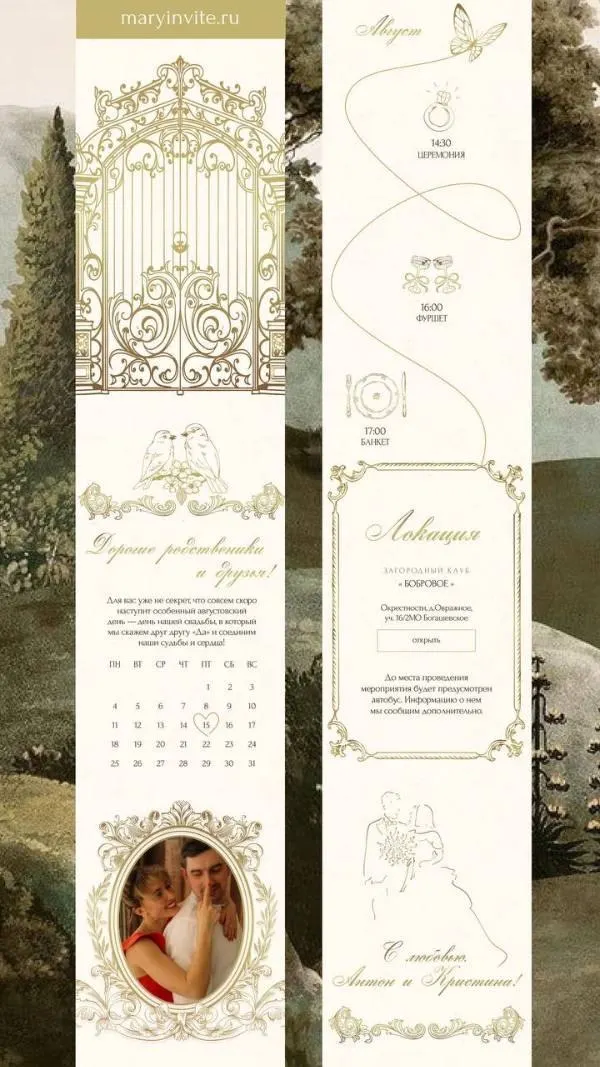 maryinvite.ru
Дорогие родственики
и друзья!
Для вас уже не секрет, что совсем скоро
наступит особенный августовский
день — день нашей свадьбы, в который
мы скажем друг другу «Да» и соединим
наши судьбы и сердца!
ПН ВТ СР ЧТ ПТ СБ ВС
1 2 3
4 5 6 7 8 9 10
11 12 13 14 15 16 17
18 19 20 21 22 23 24
25 26 27 28 29 30 31
Август
14:30
ЦЕРЕМОНИЯ
16:00
ФУРШЕТ
17:00
БАНКЕТ
Локация
ЗАГОРОДНЫЙ КЛУБ
« БОБРОВОЕ »
Окрестности, д.Овражное,
уч. 16/2МО Богашевское
открыть
До места проведения
мероприятия будет предусмотрен
автобус. Информацию о нем
мы сообщим дополнительно.
С любовью,
Антон и Кристина!